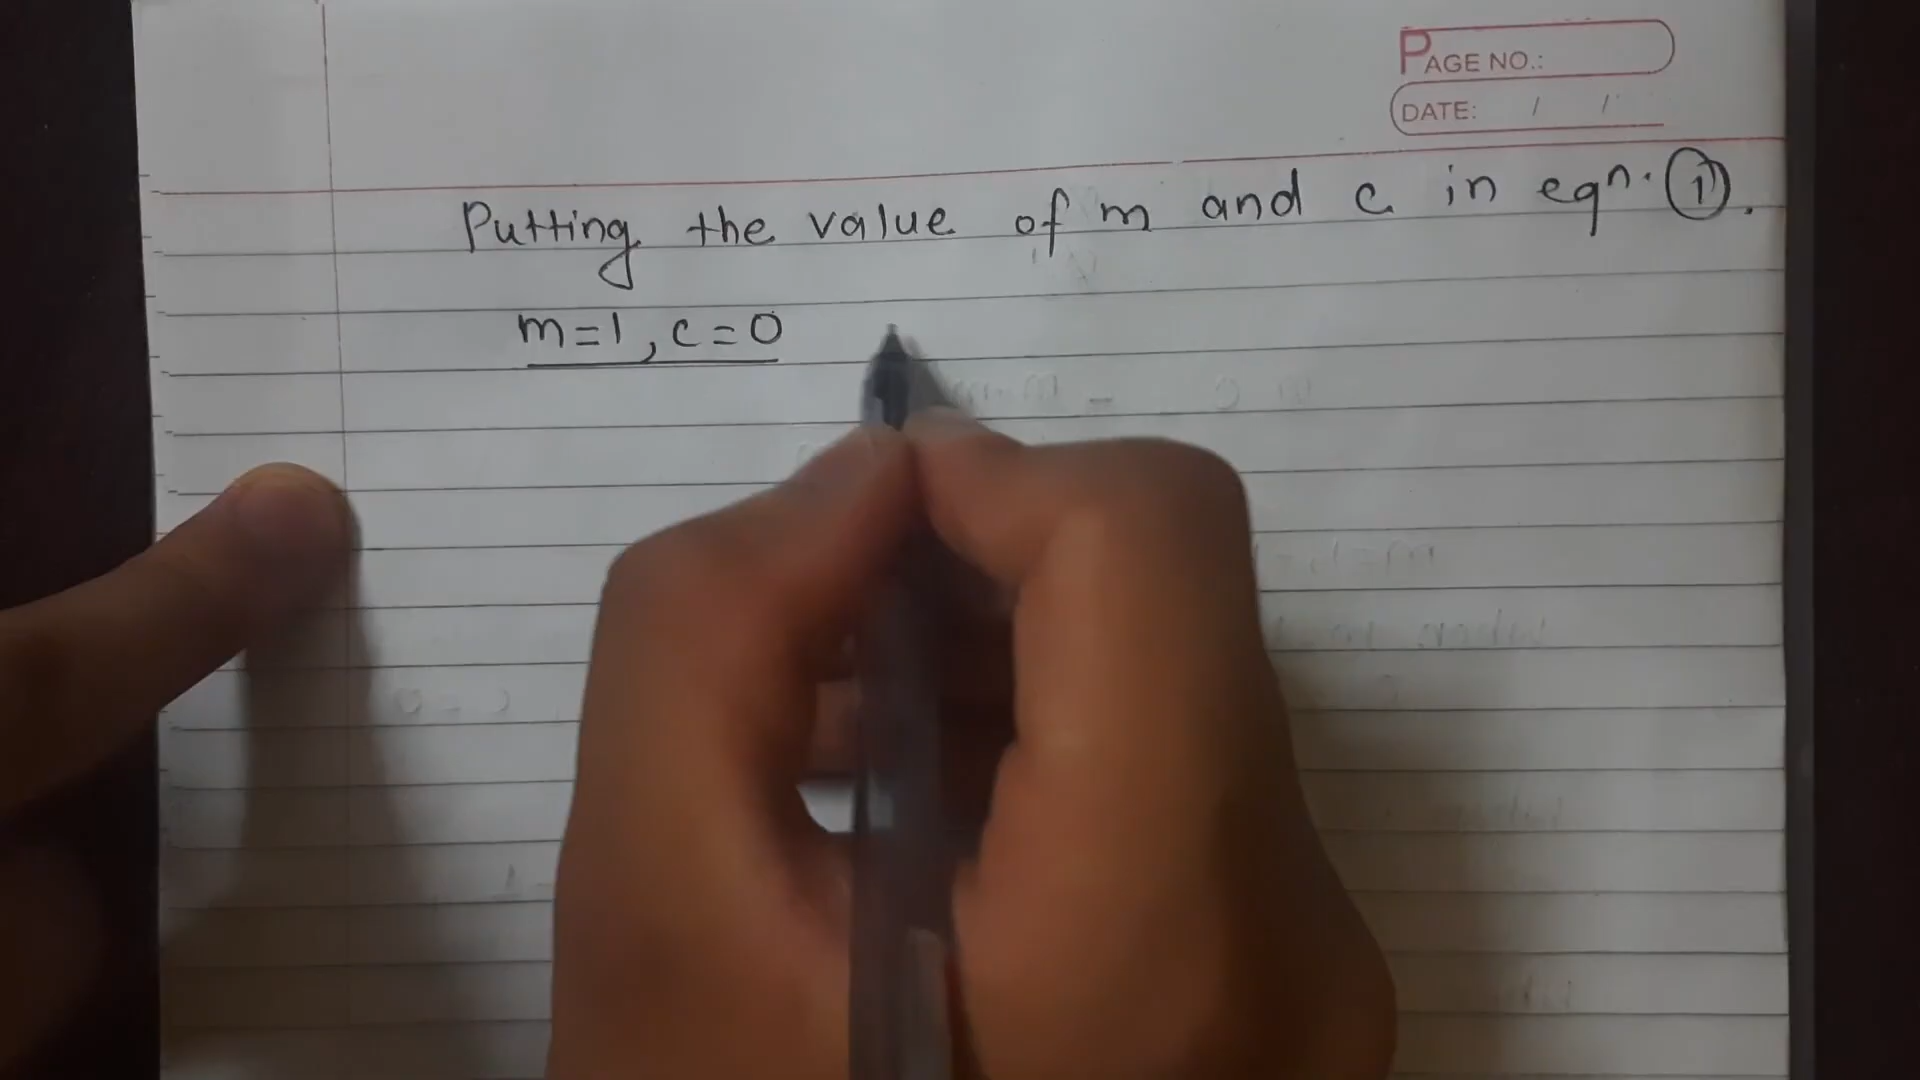 PAGE NO.:
DATE: / /
Putting the value of m and c in eqn. ①.
m=1, c=0